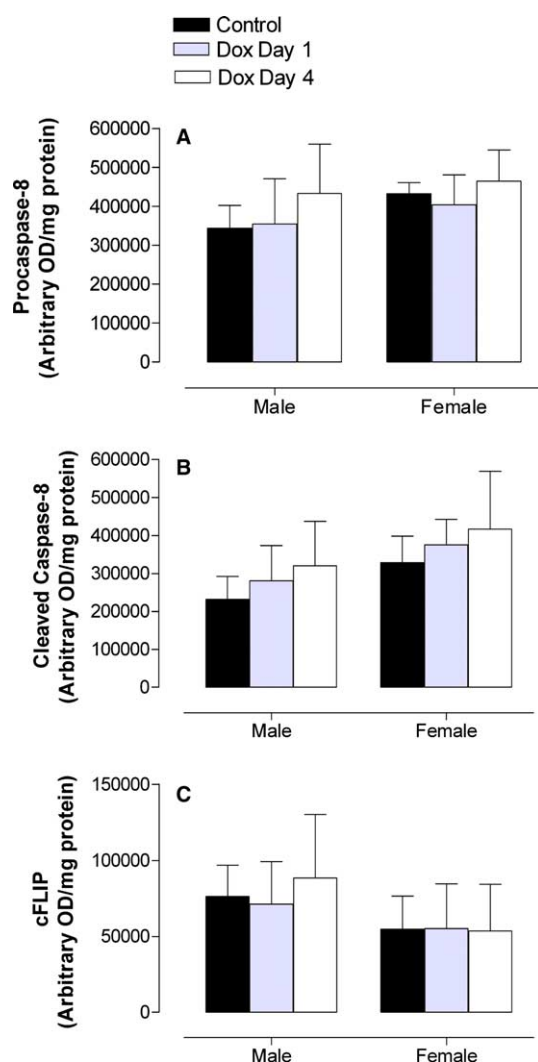 Control
Dox Day 1
Dox Day 4
A
Procaspase-8
(Arbitrary OD/mg protein)
600000
500000
400000
300000
200000
100000
0
Male
Female
B
Cleaved Caspase-8
(Arbitrary OD/mg protein)
600000
500000
400000
300000
200000
100000
0
Male
Female
C
cFLIP
(Arbitrary OD/mg protein)
150000
100000
50000
0
Male
Female